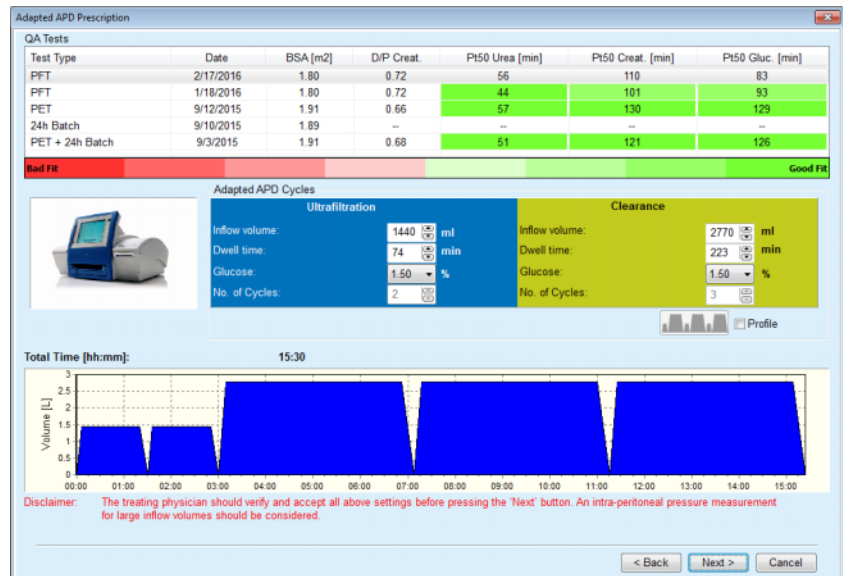 Adapted APD Prescription
QA Tests
Test Type Date BSA [m2] D/P Creat. Pt50 Urea [min] Pt50 Creat. [min] Pt50 Gluc. [min]
PFT 2/17/2016 1.80 0.72 56 110 83
PFT 1/18/2016 1.80 0.72 44 101 93
PET 9/12/2015 1.91 0.66 57 130 129
24h Batch 9/10/2015 1.89 -- -- -- --
PET + 24h Batch 9/3/2015 1.91 0.68 51 121 126
Bad Fit Good Fit
Adapted APD Cycles
Ultrafiltration Clearance
Inflow volume: 1440 ml Inflow volume: 2770 ml
Dwell time: 74 min Dwell time: 223 min
Glucose: 1.50 % Glucose: 1.50 %
No. of Cycles: 2 No. of Cycles: 3
Profile
Total Time [hh:mm]: 15:30
Volume [L]
3
2.5
2
1.5
1
0.5
0
00:00 01:00 02:00 03:00 04:00 05:00 06:00 07:00 08:00 09:00 10:00 11:00 12:00 13:00 14:00 15:00
Disclaimer: The treating physician should verify and accept all above settings before pressing the 'Next' button. An intra-peritoneal pressure measurement
for large inflow volumes should be considered.
< Back Next > Cancel